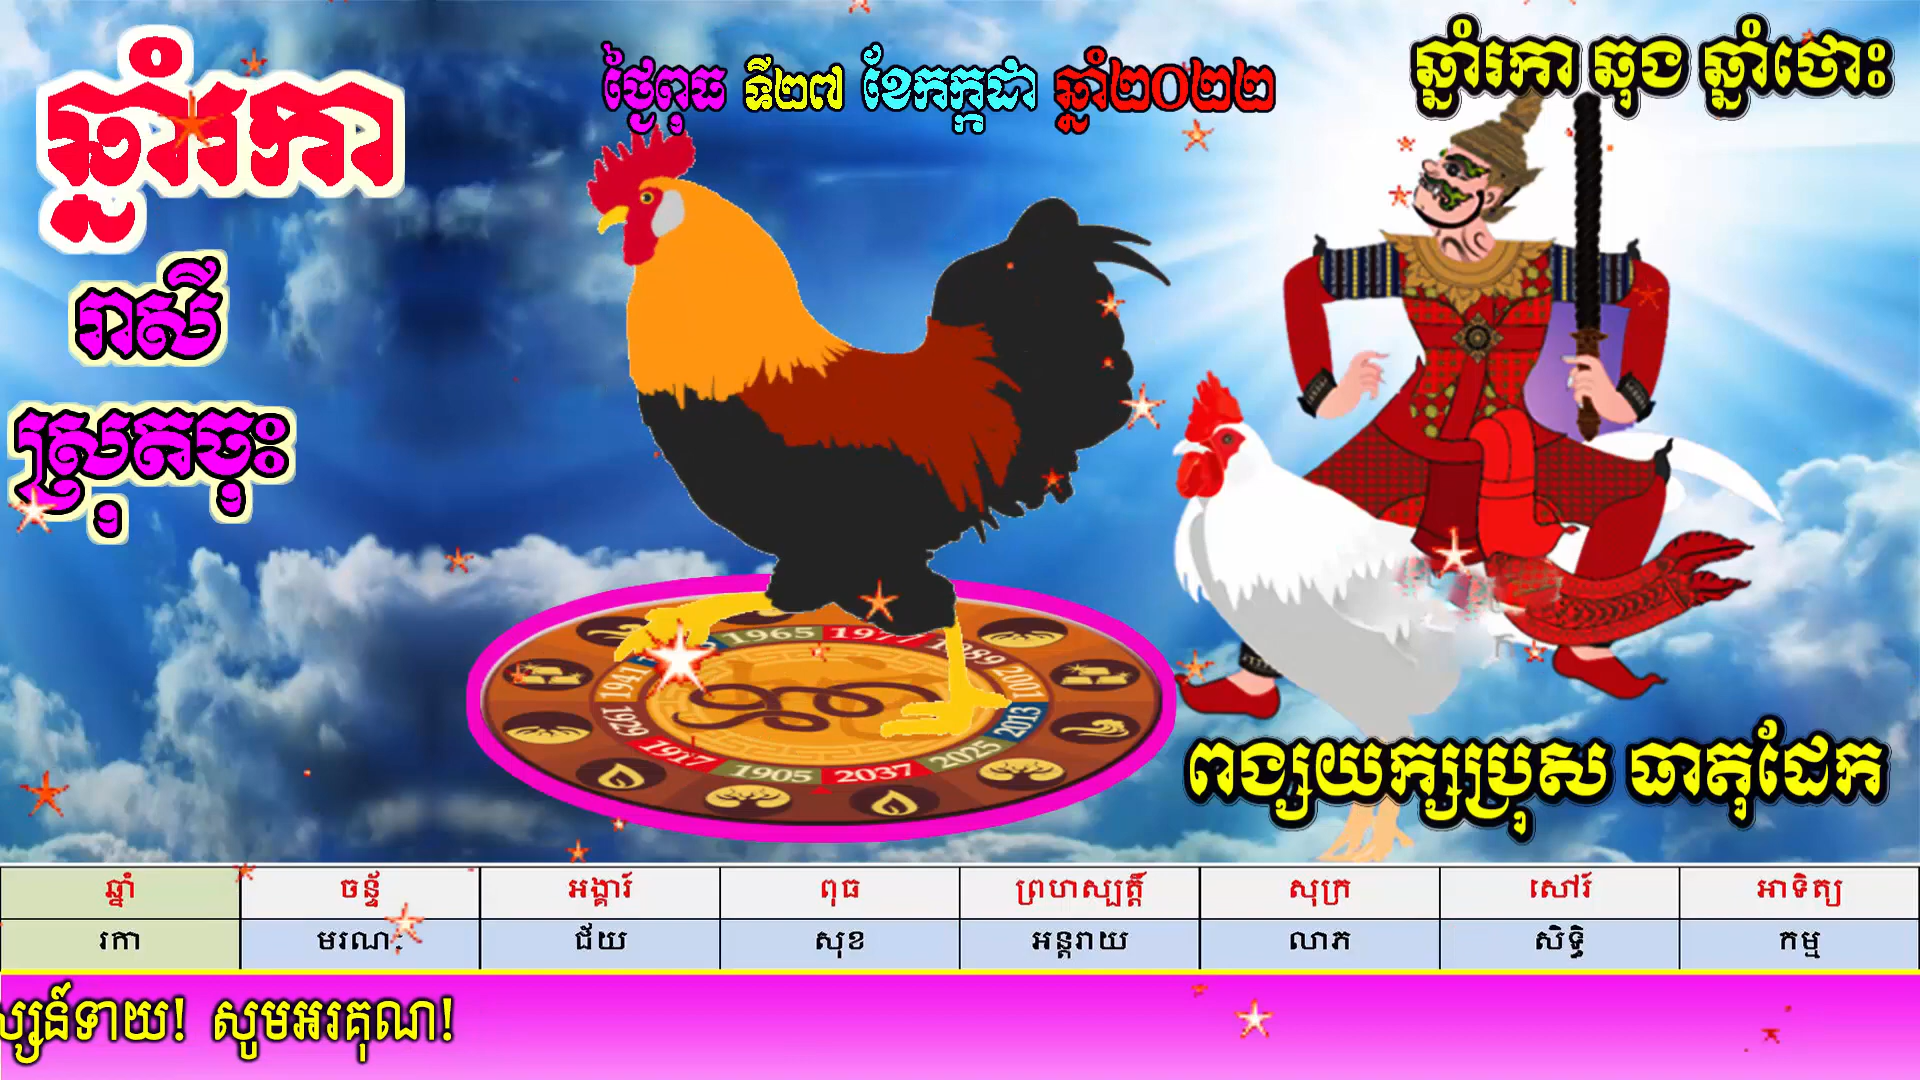 ឆ្នាំរកា
រាសី
ស្រុតចុះ
ថ្ងៃពុធ ទី២៧ ខែកក្កដា ឆ្នាំ២០២២
ឆ្នាំរកា ឆុង ឆ្នាំថោះ
1965 1977 1989 2001 2013 2025 2037 1905 1917 1929 1941
ពង្សយក្សប្រុស ធាតុដែក
ឆ្នាំ ចន្ទ័ អង្គារ៍ ពុធ ព្រហស្បត្តិ៍ សុក្រ សៅរ៍ អាទិត្យ
រកា មរណៈ ជ័យ សុខ អន្តរាយ លាភ សិទ្ធិ កម្ម
ស្សន៍ទាយ! សូមអរគុណ!